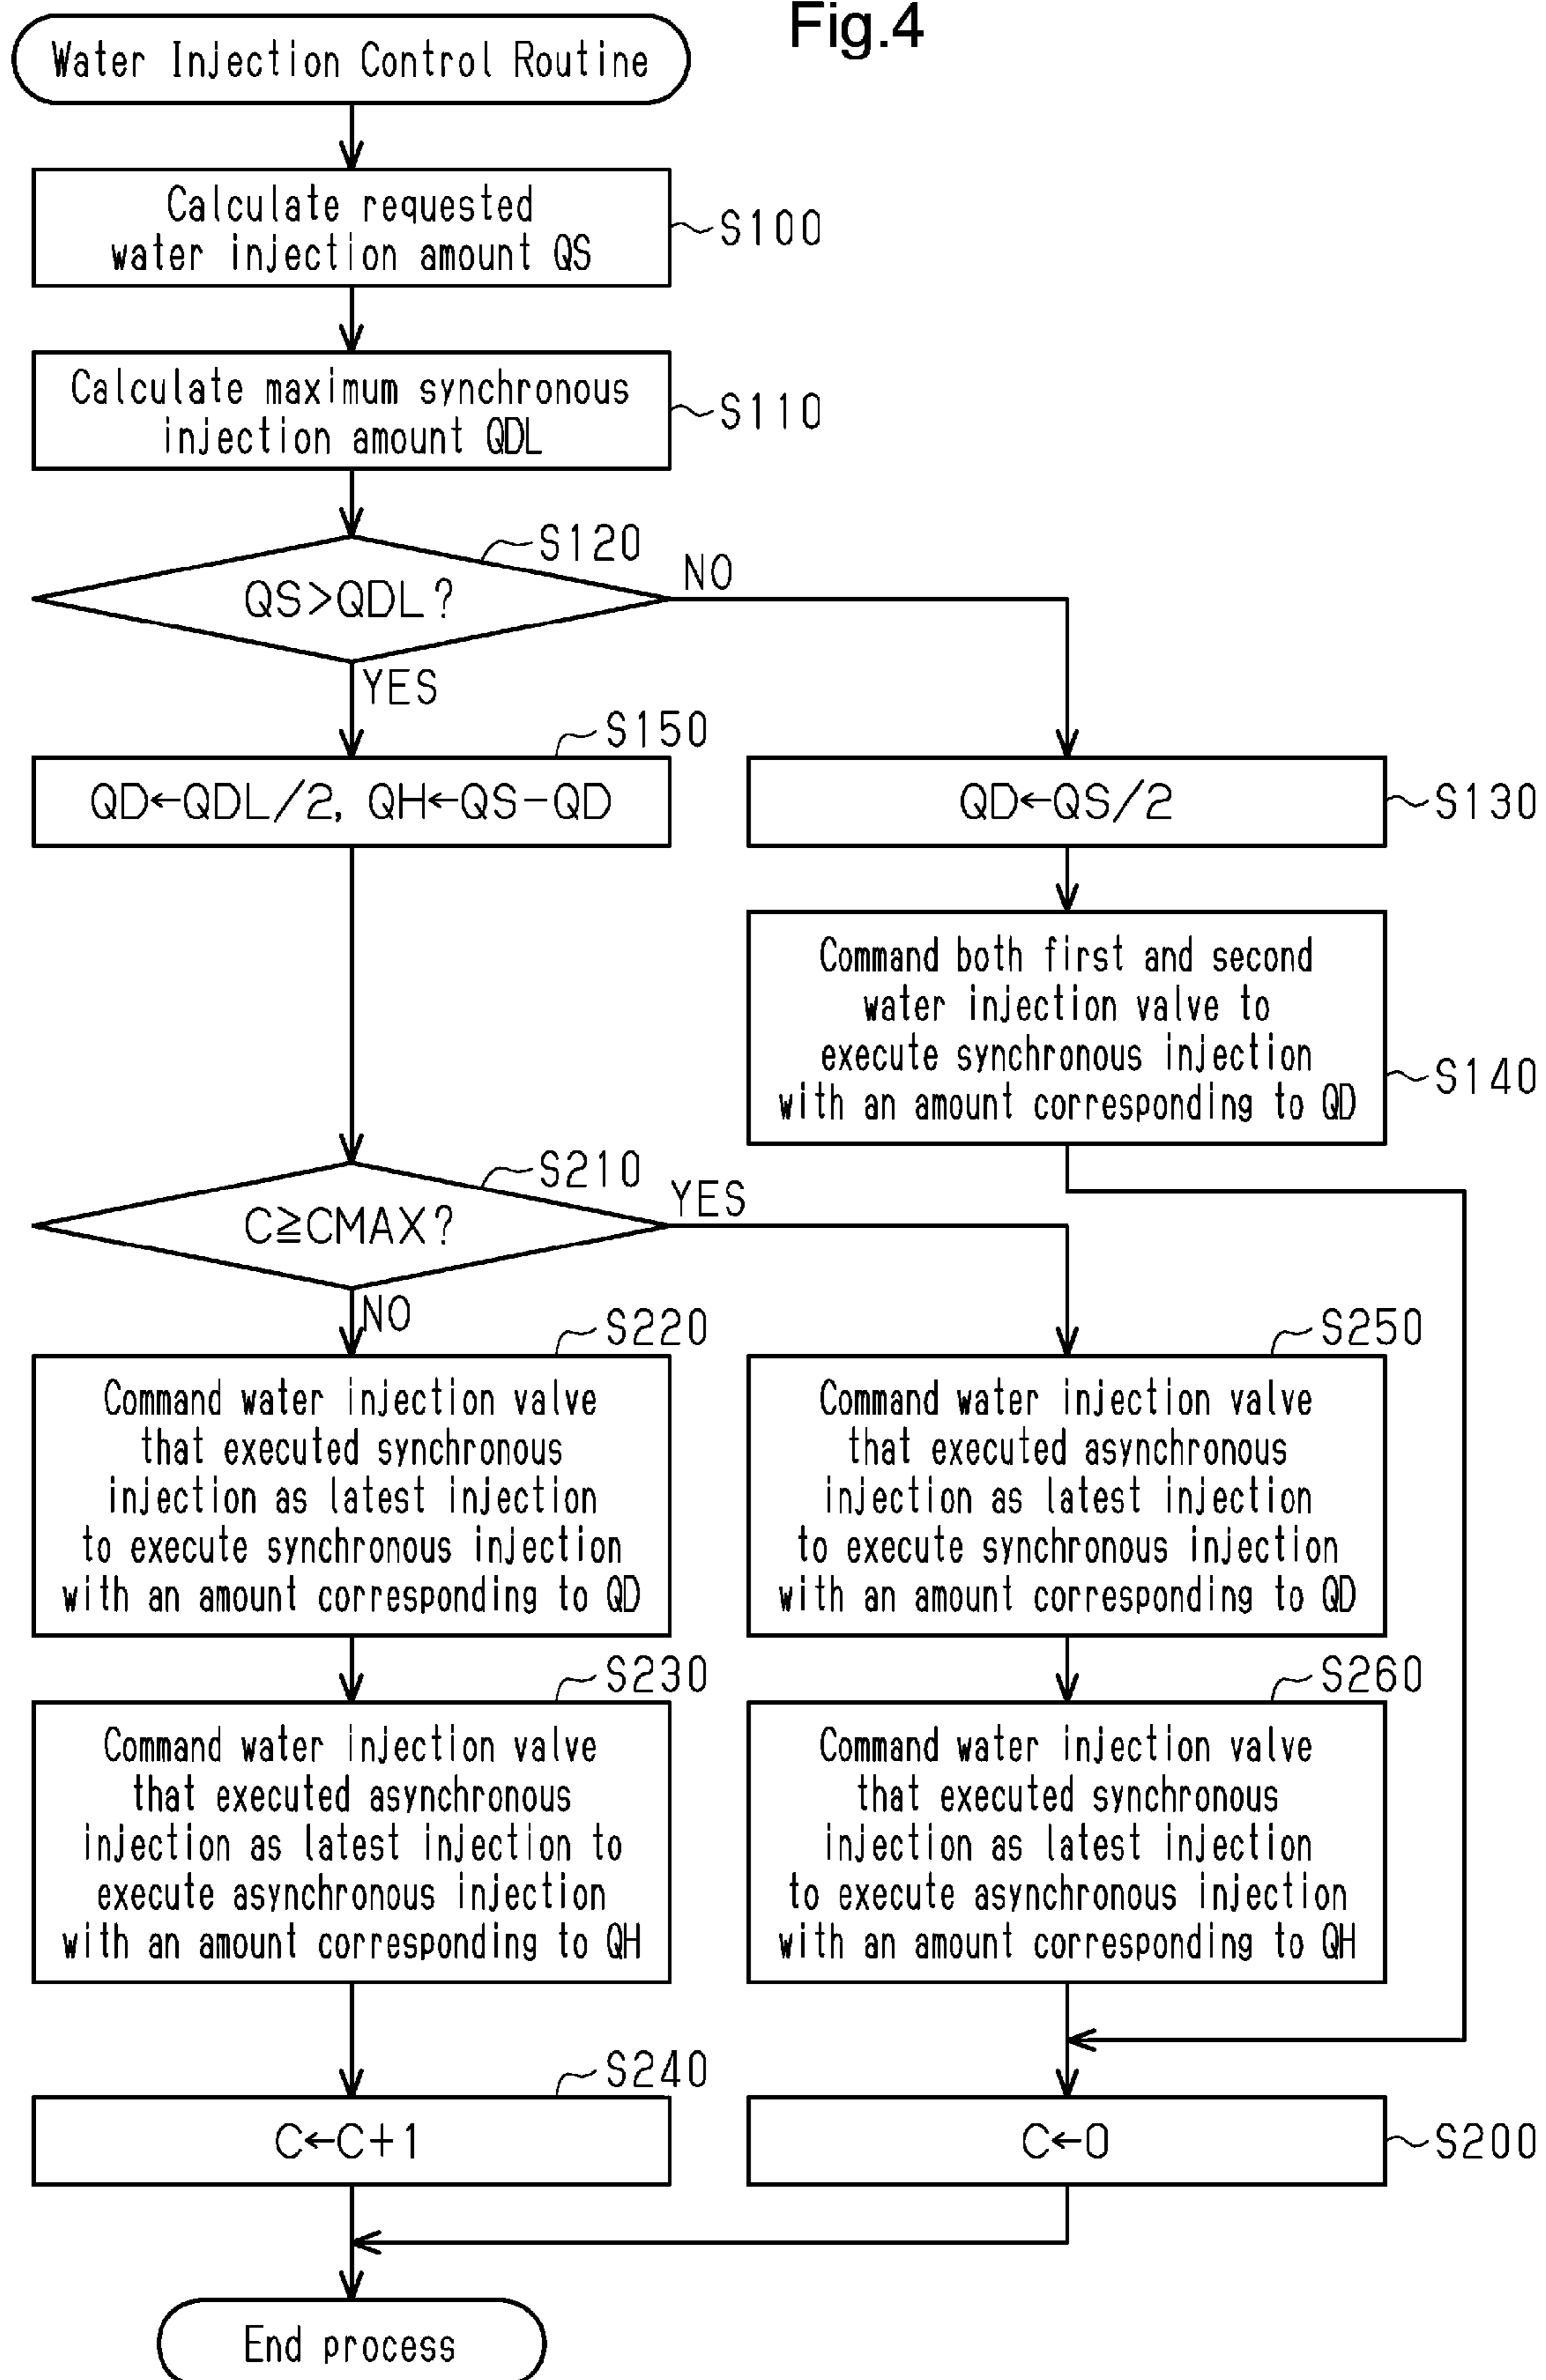 Fig.4
Water Injection Control Routine
Calculate requested
water injection amount QS
S100
Calculate maximum synchronous
injection amount QDL
S110
S120
QS>QDL?
NO
YES
S150
QD←QDL/2, QH←QS-QD
QD←QS/2
S130
Command both first and second
water injection valve to
execute synchronous injection
with an amount corresponding to QD
S140
S210
C≧CMAX?
YES
NO
S220
Command water injection valve
that executed synchronous
injection as latest injection
to execute synchronous injection
with an amount corresponding to QD
S250
Command water injection valve
that executed asynchronous
injection as latest injection
to execute synchronous injection
with an amount corresponding to QD
S230
Command water injection valve
that executed asynchronous
injection as latest injection to
execute asynchronous injection
with an amount corresponding to QH
S260
Command water injection valve
that executed synchronous
injection as latest injection
to execute asynchronous injection
with an amount corresponding to QH
S240
C←C+1
C←0
S200
End process